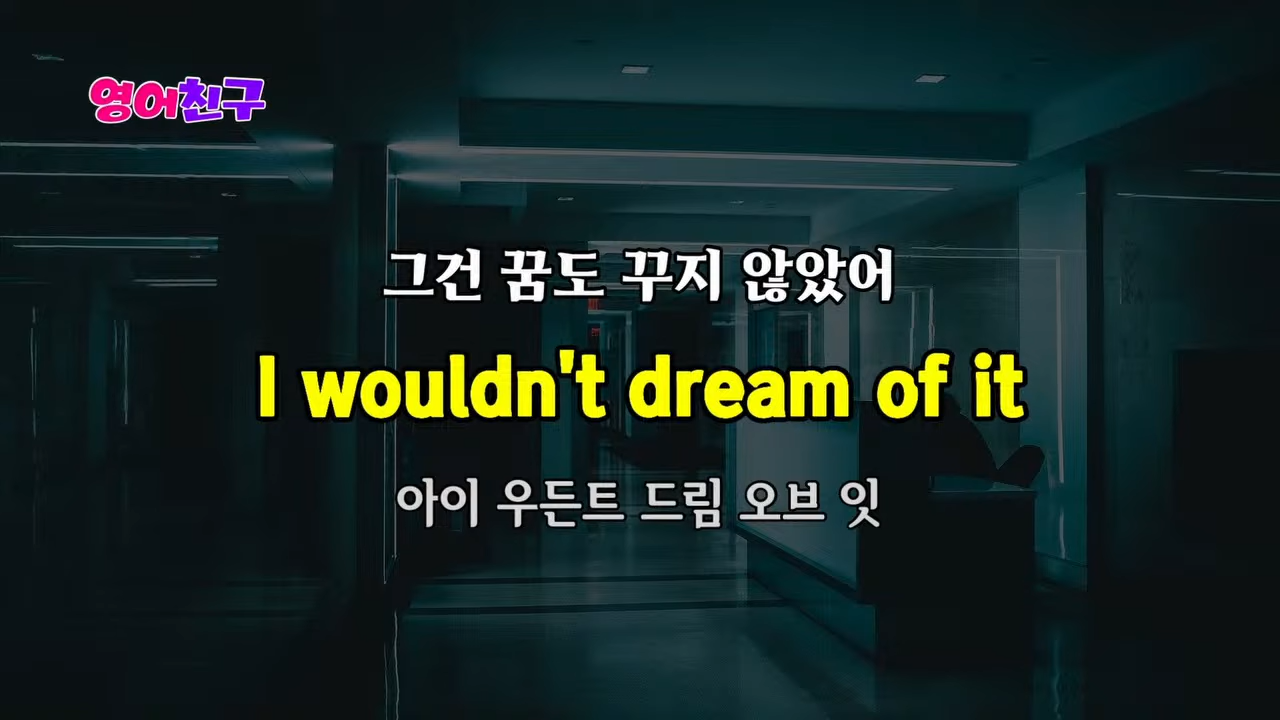 영어친구
그건 꿈도 꾸지 않았어
I wouldn't dream of it
아이 우든트 드림 오브 잇